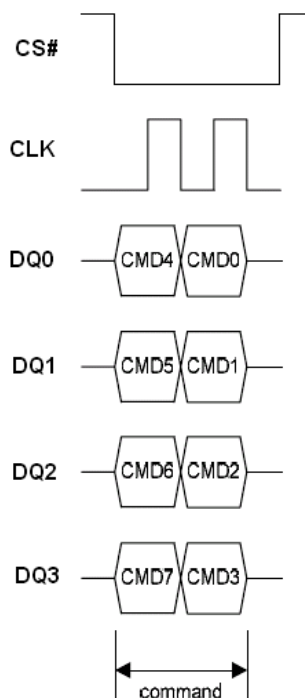 CS#
CLK
DQ0 CMD4 CMD0
DQ1 CMD5 CMD1
DQ2 CMD6 CMD2
DQ3 CMD7 CMD3
command